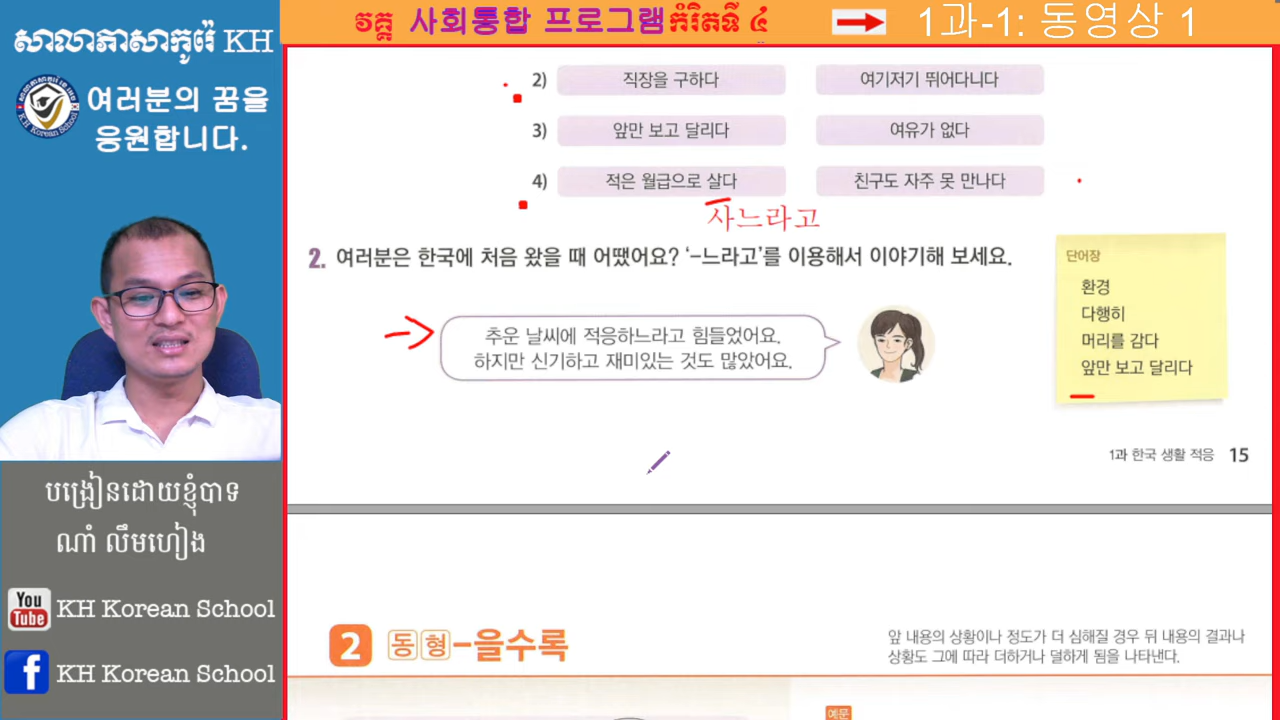 សាលាភាសាកូរ៉េ KH
វគ្គ 사회통합 프로그램កំរិតទី ៤
1과-1: 동영상 1
여러분의 꿈을
응원합니다.
2) 직장을 구하다 여기저기 뛰어다니다
3) 앞만 보고 달리다 여유가 없다
4) 적은 월급으로 살다 친구도 자주 못 만나다
사느라고
2. 여러분은 한국에 처음 왔을 때 어땠어요? ‘-느라고’를 이용해서 이야기해 보세요.
추운 날씨에 적응하느라고 힘들었어요.
하지만 신기하고 재미있는 것도 많았어요.
단어장
환경
다행히
머리를 감다
앞만 보고 달리다
1과 한국 생활 적응 15
បង្រៀនដោយខ្ញុំបាទ
ណាំ លឹមហៀង
You Tube KH Korean School
f KH Korean School
2 동형-을수록
앞 내용의 상황이나 정도가 더 심해질 경우 뒤 내용의 결과나
상황도 그에 따라 더하거나 덜하게 됨을 나타낸다.
예문